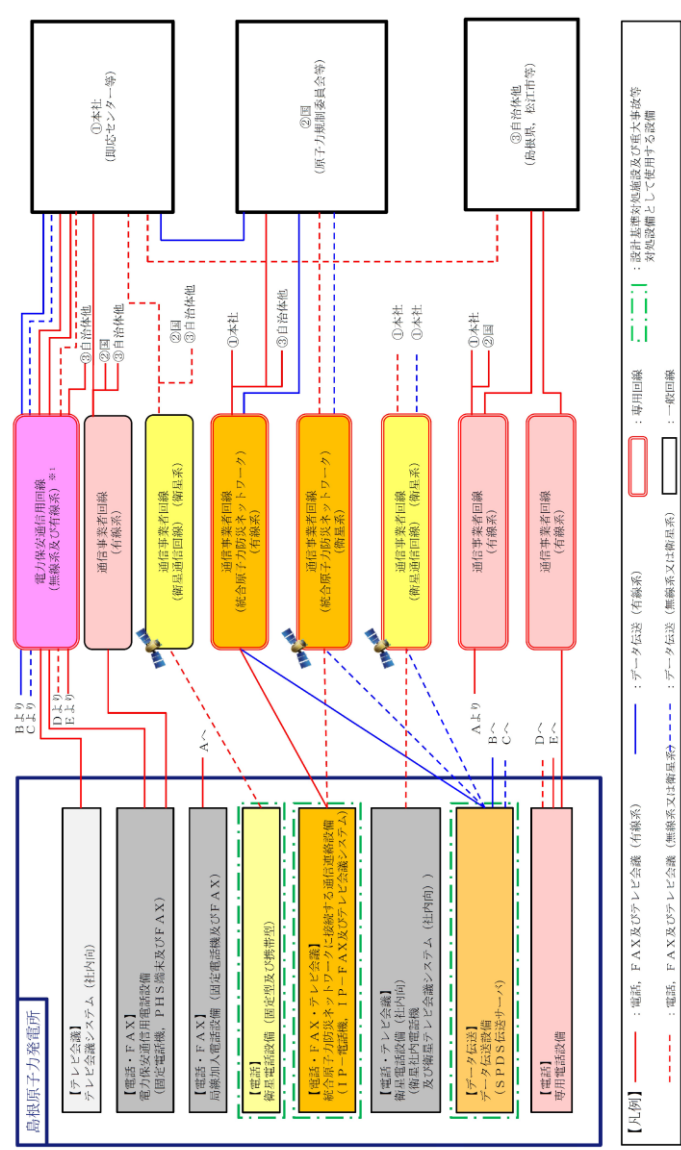 島根原子力発電所
【テレビ会議】
テレビ会議システム（社内向）
【電話・ＦＡＸ】
電力保安通信用電話設備
（固定電話機，ＰＨＳ端末及びＦＡＸ）
【電話・ＦＡＸ】
局線加入電話設備（固定電話機及びＦＡＸ）
【電話】
衛星電話設備（固定型及び携帯型）
【電話・ＦＡＸ・テレビ会議】
統合原子力防災ネットワークに接続する通信連絡設備
（ＩＰ－電話機，ＩＰ－ＦＡＸ及びテレビ会議システム）
【電話・テレビ会議】
衛星電話設備（社内向）
（衛星社内電話機
及び衛星テレビ会議システム（社内向））
【データ伝送】
データ伝送設備
（ＳＰＤＳ伝送サーバ）
【電話】
専用電話設備
Ｂより
Ｃより
Ｄより
Ｅより
Ａへ
Ａより
Ｂへ
Ｃへ
Ｄへ
Ｅへ
電力保安通信用回線
（無線系及び有線系）※１
通信事業者回線
（有線系）
通信事業者回線
（衛星通信回線）（衛星系）
通信事業者回線
（統合原子力防災ネットワーク）
（有線系）
通信事業者回線
（統合原子力防災ネットワーク）
（衛星系）
通信事業者回線
（衛星通信回線）（衛星系）
通信事業者回線
（有線系）
通信事業者回線
（有線系）
③自治体他
②国
③自治体他
②国
③自治体他
①本社
③自治体他
①本社
①本社
①本社
②国
①本社
（即応センター等）
②国
（原子力規制委員会等）
③自治体他
（島根県，松江市等）
【凡例】
：電話，ＦＡＸ及びテレビ会議（有線系）
：データ伝送（有線系）
：専用回線
：設計基準対処施設及び重大事故等
対処設備として使用する設備
：電話，ＦＡＸ及びテレビ会議（無線系又は衛星系）
：データ伝送（無線系又は衛星系）
：一般回線